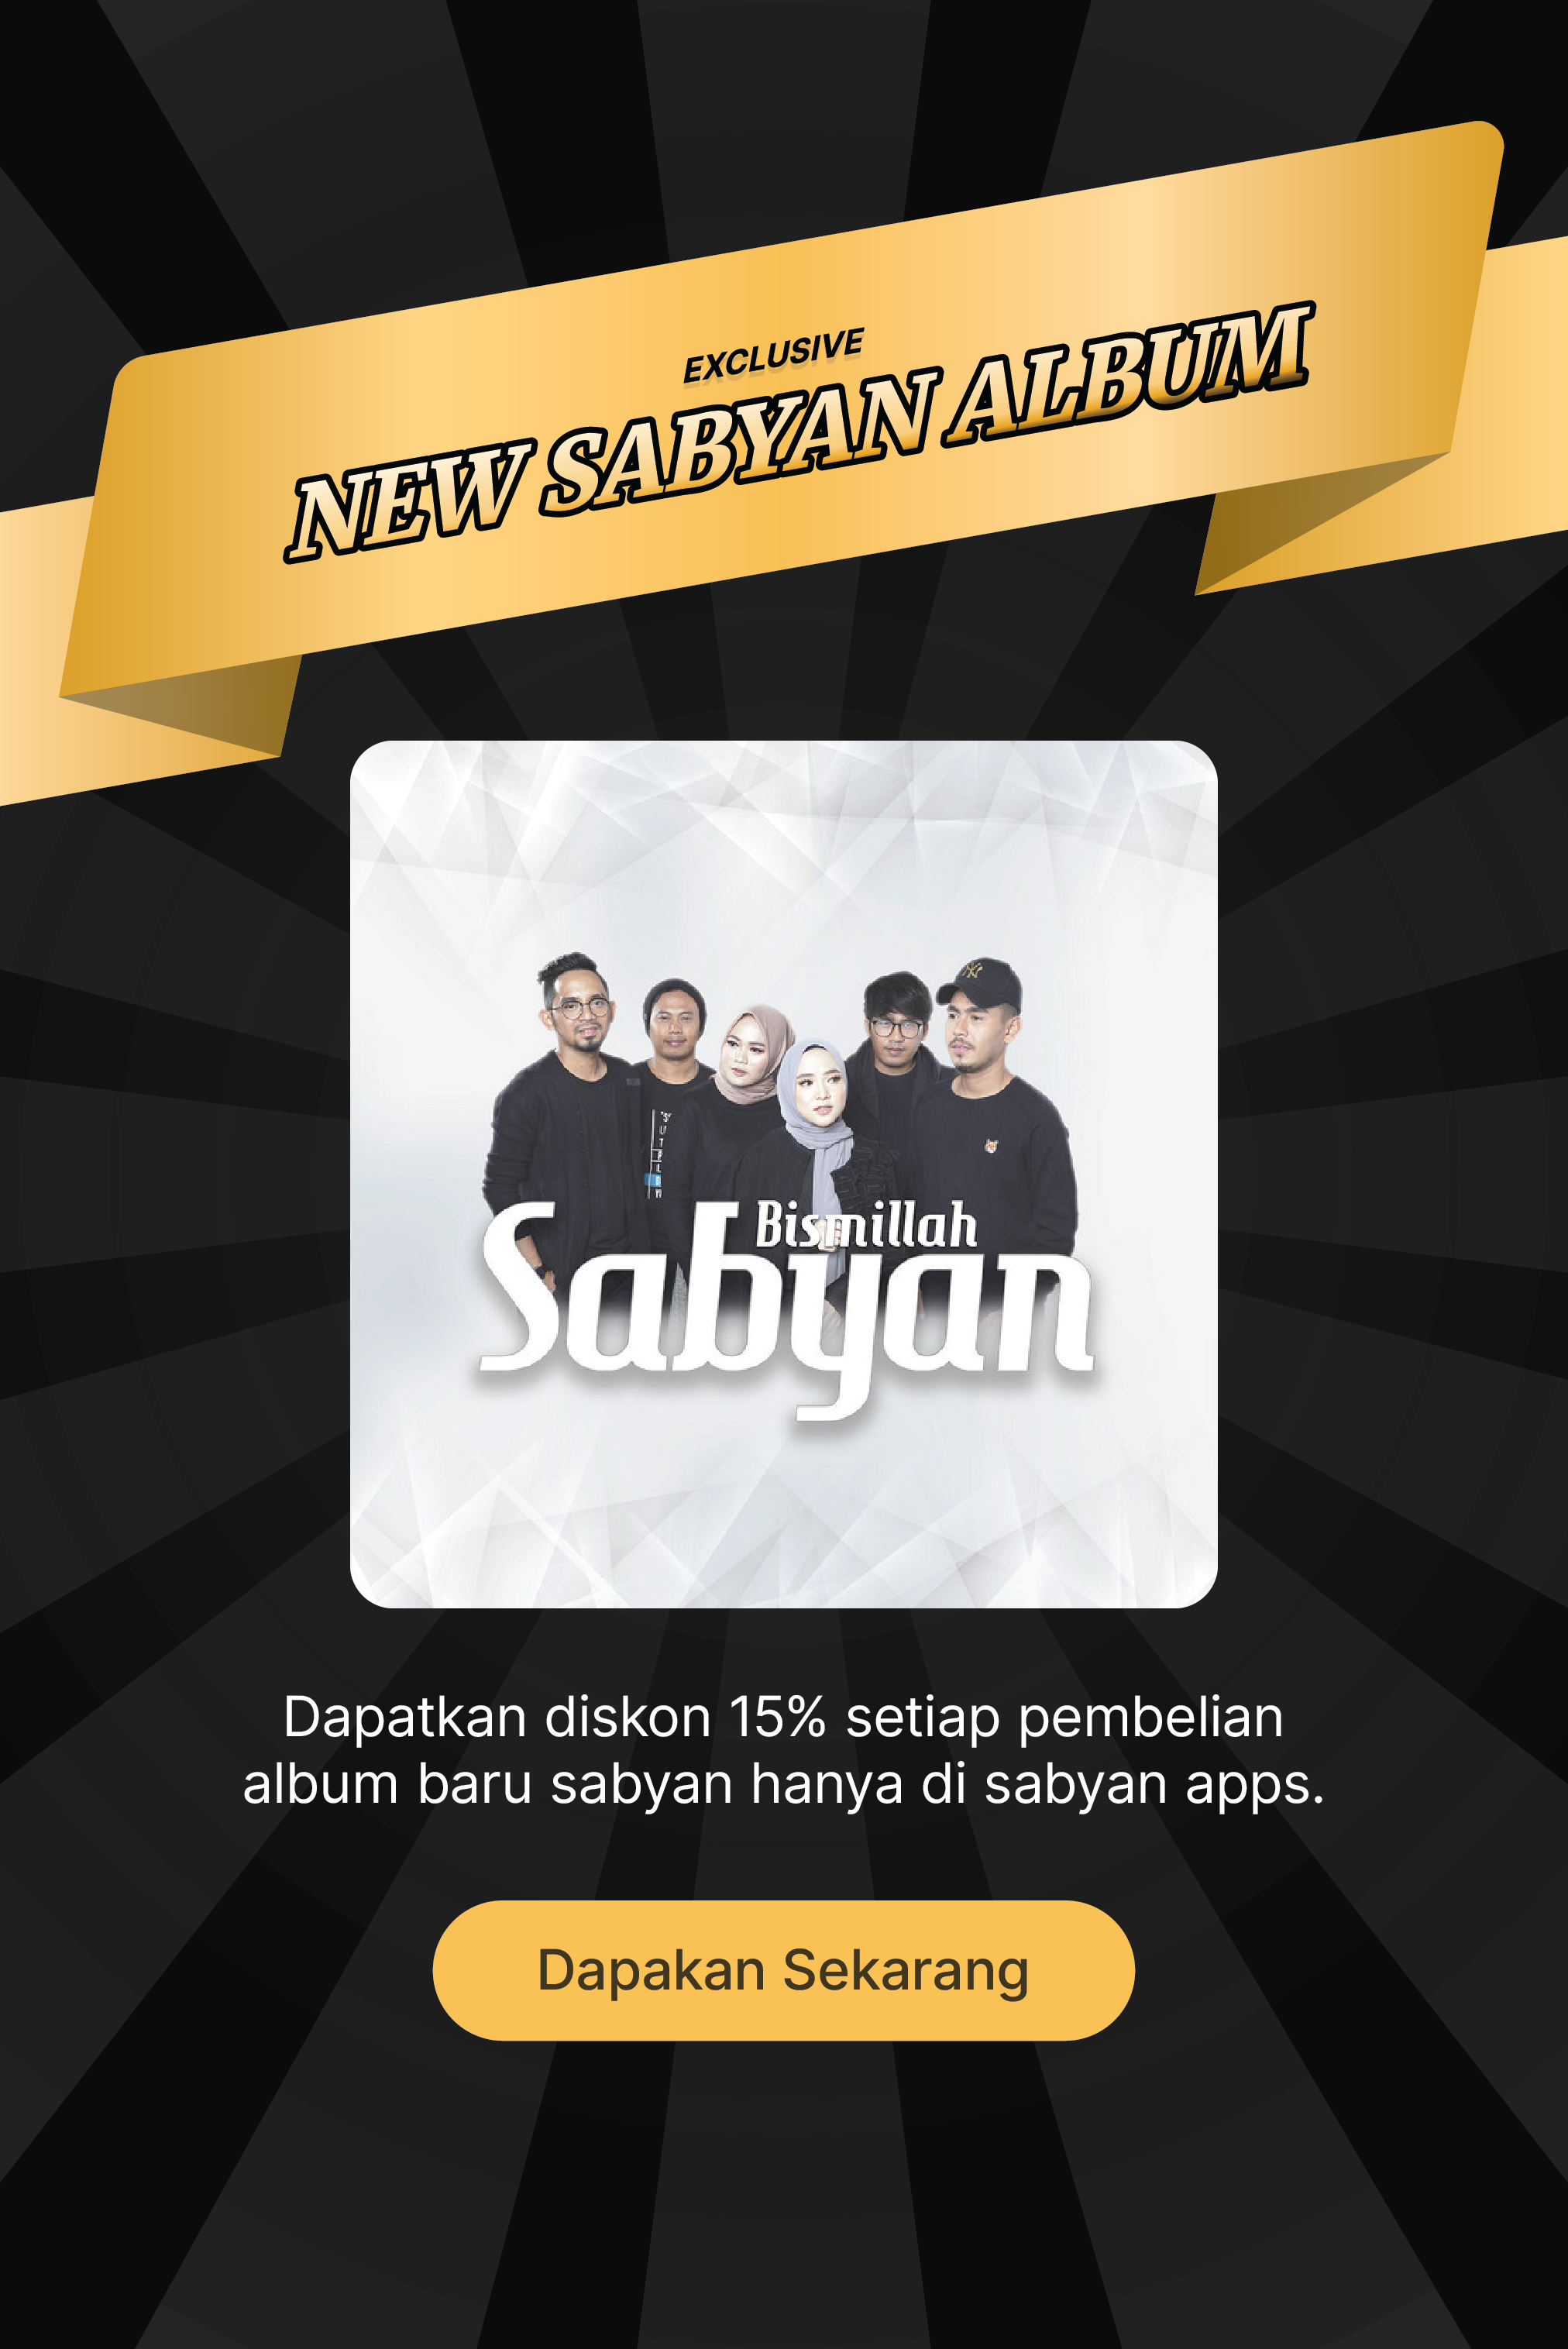 EXCLUSIVE
NEW SABYAN ALBUM
Bismillah
Sabyan
Dapatkan diskon 15% setiap pembelian
album baru sabyan hanya di sabyan apps.
Dapakan Sekarang